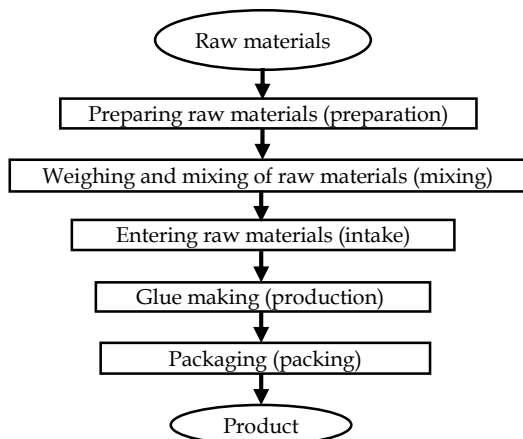 Raw materials
Preparing raw materials (preparation)
Weighing and mixing of raw materials (mixing)
Entering raw materials (intake)
Glue making (production)
Packaging (packing)
Product